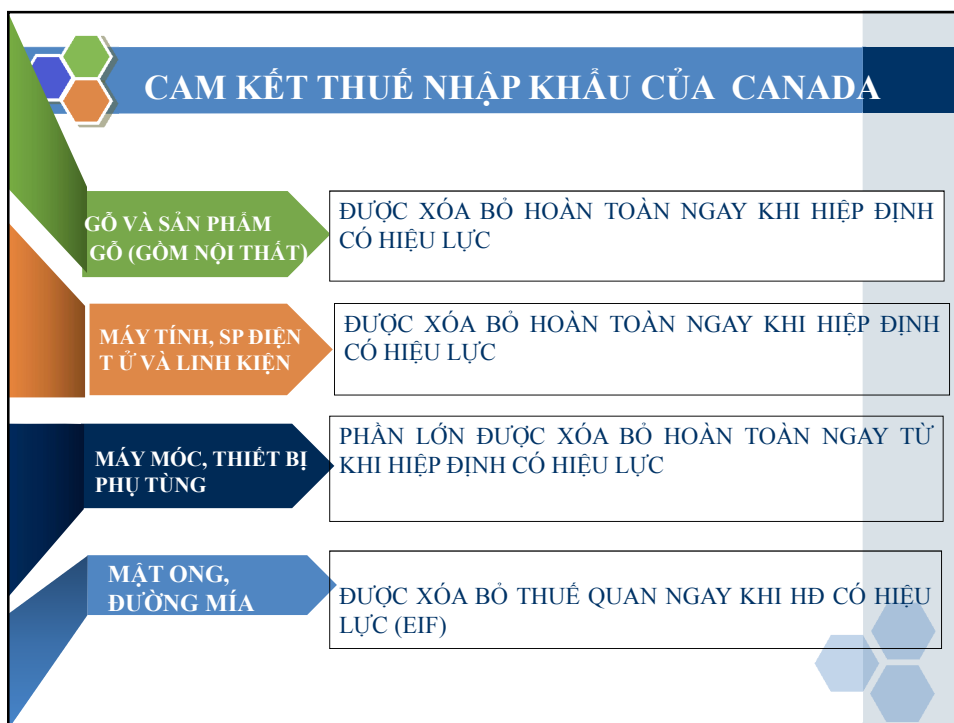 CAM KẾT THUẾ NHẬP KHẨU CỦA CANADA
GỖ VÀ SẢN PHẨM
GỖ (GỒM NỘI THẤT)
ĐƯỢC XÓA BỎ HOÀN TOÀN NGAY KHI HIỆP ĐỊNH
CÓ HIỆU LỰC
MÁY TÍNH, SP ĐIỆN
T Ử VÀ LINH KIỆN
ĐƯỢC XÓA BỎ HOÀN TOÀN NGAY KHI HIỆP ĐỊNH
CÓ HIỆU LỰC
MÁY MÓC, THIẾT BỊ
PHỤ TÙNG
PHẦN LỚN ĐƯỢC XÓA BỎ HOÀN TOÀN NGAY TỪ
KHI HIỆP ĐỊNH CÓ HIỆU LỰC
MẬT ONG,
ĐƯỜNG MÍA
ĐƯỢC XÓA BỎ THUẾ QUAN NGAY KHI HĐ CÓ HIỆU
LỰC (EIF)